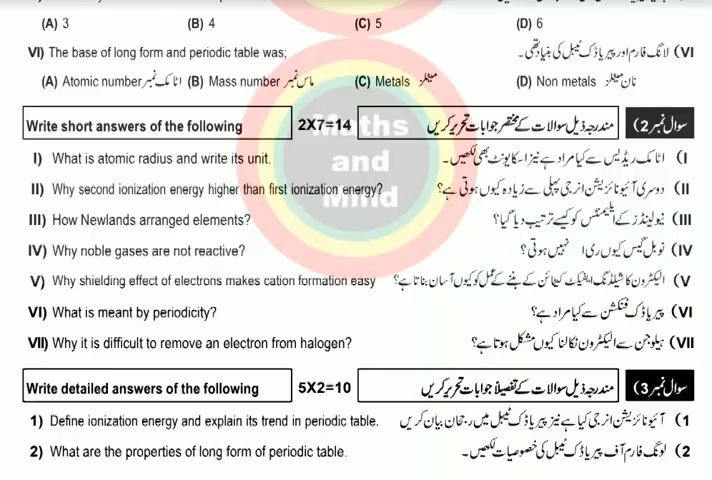 (A) 3 (B) 4 (C) 5 (D) 6
VI) The base of long form and periodic table was; لانگ فارم اور پیریاڈک ٹیبل کی بنیاد تھی۔ (VI
(A) Atomic number اٹامک نمبر (B) Mass number ماس نمبر (C) Metals میٹلز (D) Non metals نان میٹلز
Write short answers of the following 2X7=14 مندرجہ ذیل سوالات کے مختصر جوابات تحریر کریں سوال نمبر 2)
Maths and Mind
I) What is atomic radius and write its unit. اٹامک ریڈیس سے کیا مراد ہے نیز اسکا یونٹ بھی لکھیں۔ (I
II) Why second ionization energy higher than first ionization energy? دوسری آئیونائزیشن انرجی پہلی سے زیادہ کیوں ہوتی ہے؟ (II
III) How Newlands arranged elements? نیولینڈز کے ایلیمنٹس کو کیسے ترتیب دیا گیا؟ (III
IV) Why noble gases are not reactive? نوبل گیس کیوں ری ا نہیں ہوتی؟ (IV
V) Why shielding effect of electrons makes cation formation easy الیکٹرون کا شیلڈنگ ایفیکٹ کیٹائن کے بننے کے عمل کو کیوں آسان بناتا ہے؟ (V
VI) What is meant by periodicity? پیریاڈک فنکشن سے کیا مراد ہے؟ (VI
VII) Why it is difficult to remove an electron from halogen? ہیلوجن سے الیکٹرون نکالنا کیوں مشکل ہوتا ہے؟ (VII
Write detailed answers of the following 5X2=10 مندرجہ ذیل سوالات کے تفصیلاً جوابات تحریر کریں سوال نمبر 3)
1) Define ionization energy and explain its trend in periodic table. آئیونائزیشن انرجی کیا ہے نیز پیریاڈک ٹیبل میں رجحان بیان کریں (1
2) What are the properties of long form of periodic table. لونگ فارم آف پیریاڈک ٹیبل کی خصوصیات لکھیں۔ (2